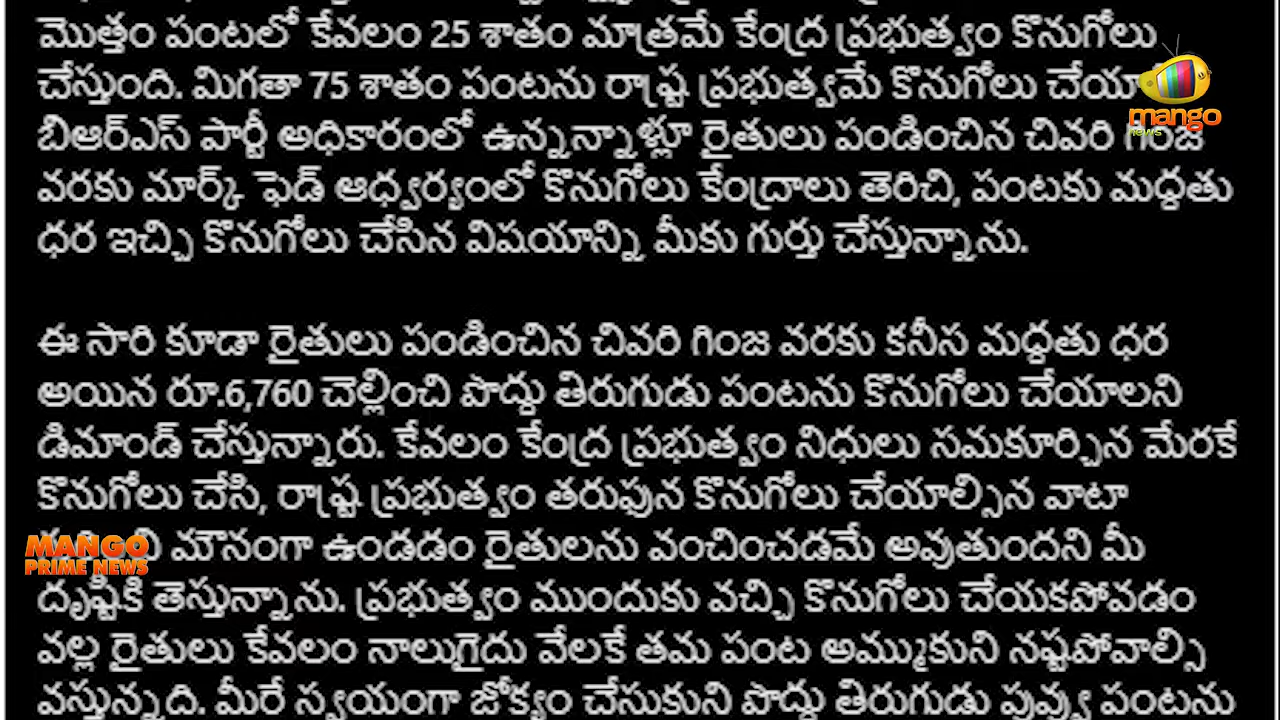 మొత్తం పంటలో కేవలం 25 శాతం మాత్రమే కేంద్ర ప్రభుత్వం కొనుగోలు
చేస్తుంది. మిగతా 75 శాతం పంటను రాష్ట్ర ప్రభుత్వమే కొనుగోలు
బిఆర్ఎస్ పార్టీ అధికారంలో ఉన్నన్నాళ్లూ రైతులు పండించిన చివరి గింజ
వరకు మార్క్ ఫెడ్ ఆధ్వర్యంలో కొనుగోలు కేంద్రాలు తెరిచి, పంటకు మద్దతు
ధర ఇచ్చి కొనుగోలు చేసిన విషయాన్ని మీకు గుర్తు చేస్తున్నాను.
ఈ సారి కూడా రైతులు పండించిన చివరి గింజ వరకు కనీస మద్దతు ధర
అయిన రూ.6,760 చెల్లించి పొద్దు తిరుగుడు పంటను కొనుగోలు చేయాలని
డిమాండ్ చేస్తున్నారు. కేవలం కేంద్ర ప్రభుత్వం నిధులు సమకూర్చిన మేరకే
కొనుగోలు చేసి, రాష్ట్ర ప్రభుత్వం తరుఫున కొనుగోలు చేయాల్సిన వాటా
మౌనంగా ఉండడం రైతులను వంచించడమే అవుతుందని మీ
దృష్టికి తెస్తున్నాను. ప్రభుత్వం ముందుకు వచ్చి కొనుగోలు చేయకపోవడం
వల్ల రైతులు కేవలం నాలుగైదు వేలకే తమ పంట అమ్ముకుని నష్టపోవాల్సి
వస్తున్నది. మీరే స్వయంగా జోక్యం చేసుకుని పొద్దు తిరుగుడు పువ్వు పంటను
mango
news
MANGO
PRIME NEWS